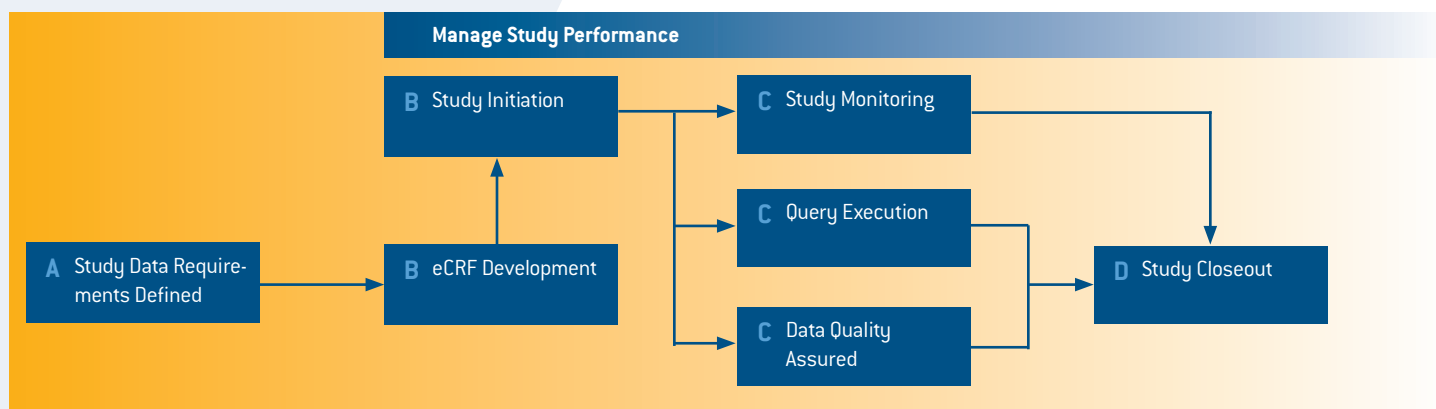 Manage Study Performance
B Study Initiation
C Study Monitoring
C Query Execution
A Study Data Require-
ments Defined
B eCRF Development
D Study Closeout
C Data Quality
Assured